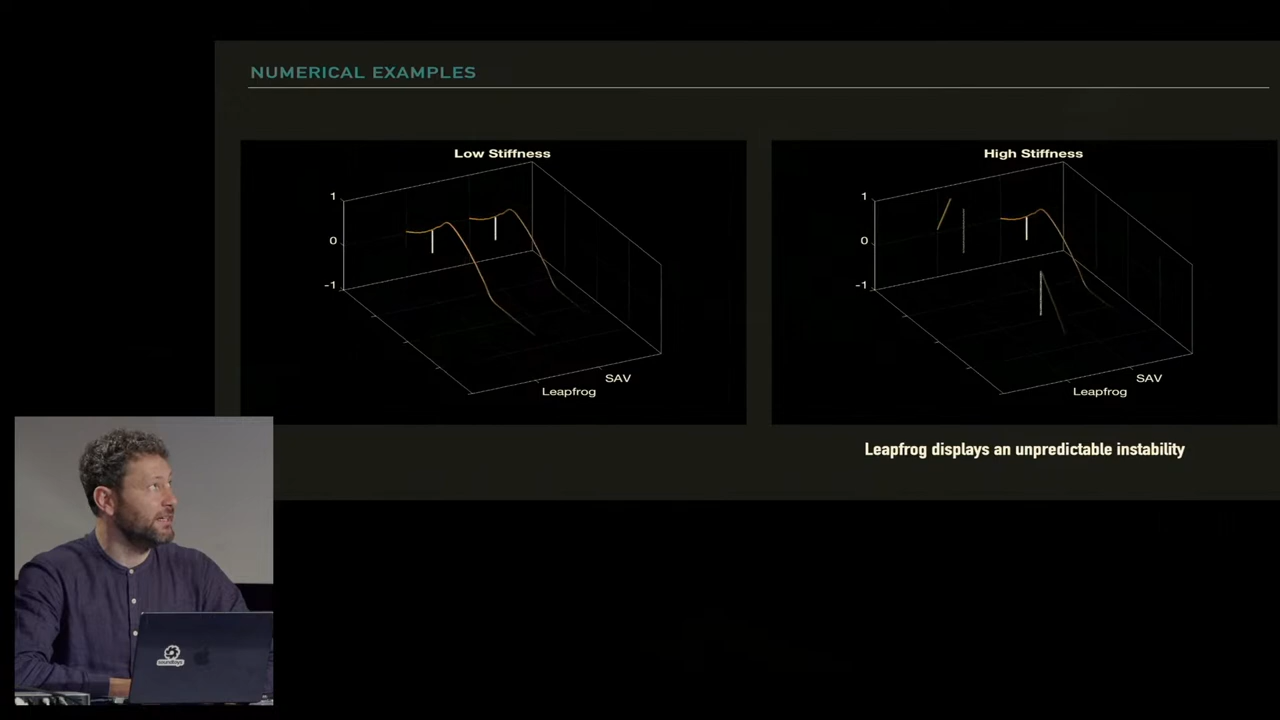 NUMERICAL EXAMPLES
Low Stiffness
1
0
-1
SAV
Leapfrog
High Stiffness
1
0
-1
SAV
Leapfrog
Leapfrog displays an unpredictable instability
soundtoys